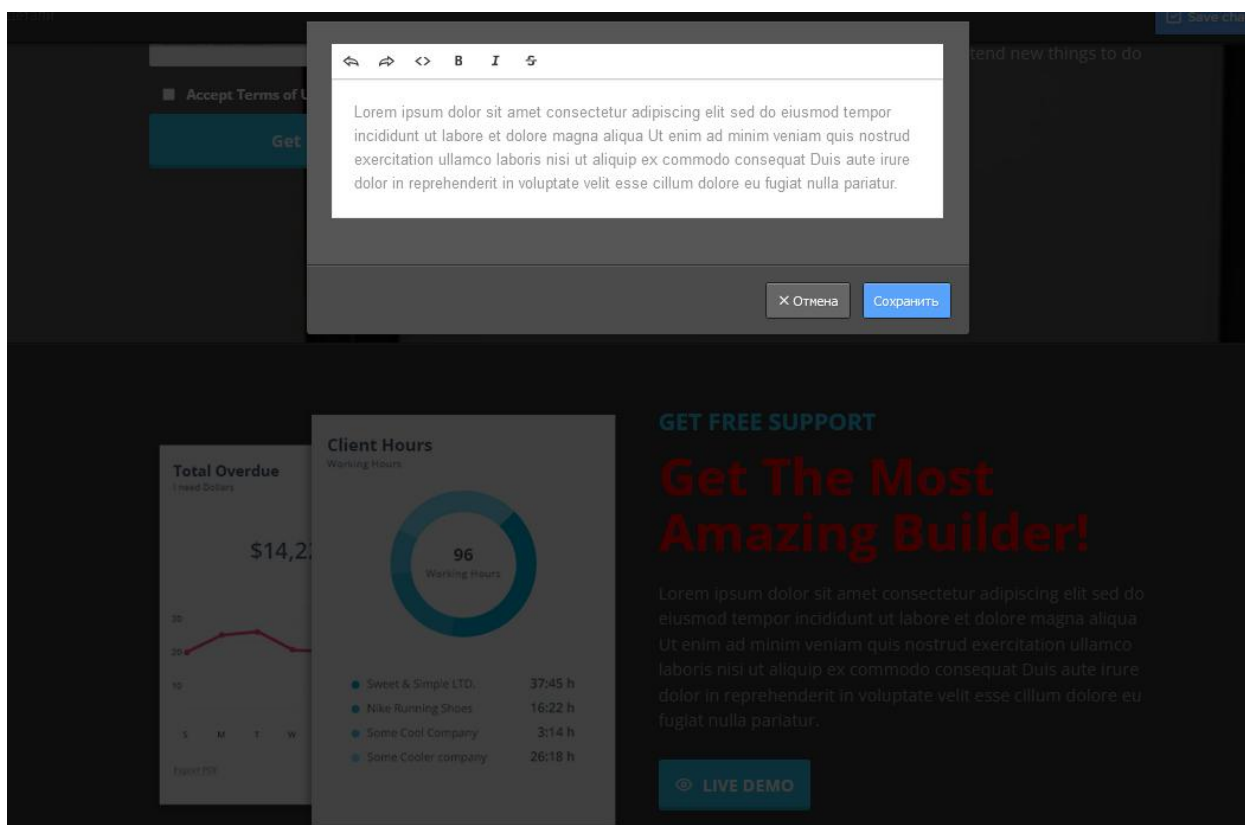 default
Save cha
tend new things to do
Accept Terms of U
Get
B I S
Lorem ipsum dolor sit amet consectetur adipiscing elit sed do eiusmod tempor
incididunt ut labore et dolore magna aliqua Ut enim ad minim veniam quis nostrud
exercitation ullamco laboris nisi ut aliquip ex commodo consequat Duis aute irure
dolor in reprehenderit in voluptate velit esse cillum dolore eu fugiat nulla pariatur.
Отмена
Сохранить
Total Overdue
I need Dollars
$14,22
30
20
10
S M T W
Export PDF
Client Hours
Working Hours
96
Working Hours
Sweet & Simple LTD. 37:45 h
Nike Running Shoes 16:22 h
Some Cool Company 3:14 h
Some Cooler company 26:18 h
GET FREE SUPPORT
Get The Most
Amazing Builder!
Lorem ipsum dolor sit amet consectetur adipiscing elit sed do
eiusmod tempor incididunt ut labore et dolore magna aliqua
Ut enim ad minim veniam quis nostrud exercitation ullamco
laboris nisi ut aliquip ex commodo consequat Duis aute irure
dolor in reprehenderit in voluptate velit esse cillum dolore eu
fugiat nulla pariatur.
LIVE DEMO